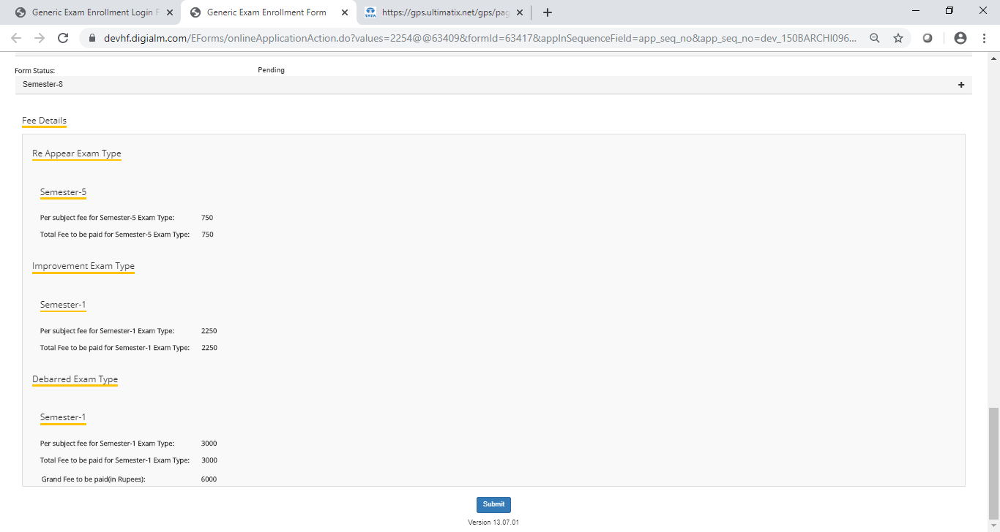 Generic Exam Enrollment Login F
Generic Exam Enrollment Form
TATA
https://gps.ultimatix.net/gps/pag
devhf.digialm.com/EForms/onlineApplicationAction.do?values=2254@@63409&formId=63417&appInSequenceField=app_seq_no&app_seq_no=dev_150BARCHI096...
Form Status: Pending
Semester-8 +
Fee Details
Re Appear Exam Type
Semester-5
Per subject fee for Semester-5 Exam Type: 750
Total Fee to be paid for Semester-5 Exam Type: 750
Improvement Exam Type
Semester-1
Per subject fee for Semester-1 Exam Type: 2250
Total Fee to be paid for Semester-1 Exam Type: 2250
Debarred Exam Type
Semester-1
Per subject fee for Semester-1 Exam Type: 3000
Total Fee to be paid for Semester-1 Exam Type: 3000
Grand Fee to be paid(in Rupees): 6000
Submit
Version 13.07.01